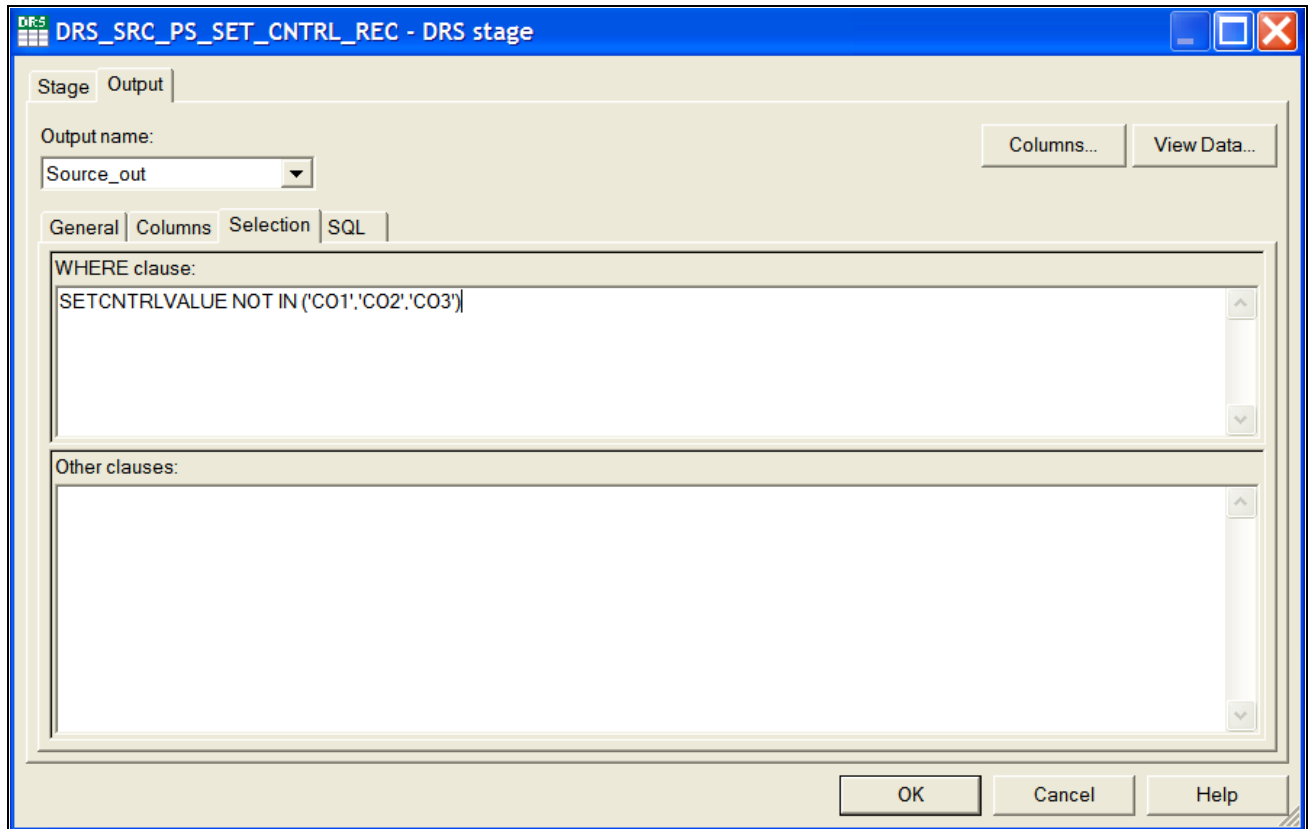 DRS
DRS_SRC_PS_SET_CNTRL_REC - DRS stage
Stage Output
Output name:
Columns... View Data...
Source_out
General Columns Selection SQL
WHERE clause:
SETCNTRLVALUE NOT IN ('CO1','CO2','CO3')
Other clauses:
OK Cancel Help